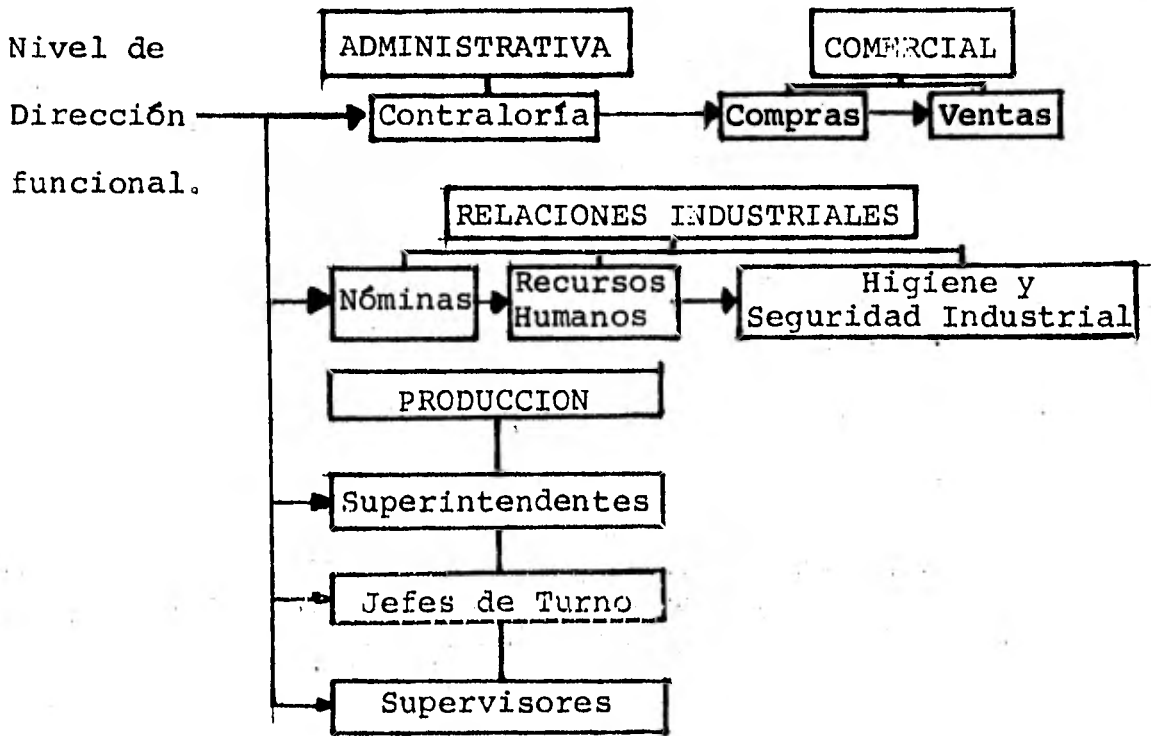 Nivel de
Dirección
funcional.
ADMINISTRATIVA
COMERCIAL
Contraloría
Compras
Ventas
RELACIONES INDUSTRIALES
Nóminas
Recursos
Humanos
Higiene y
Seguridad Industrial
PRODUCCION
Superintendentes
Jefes de Turno
Supervisores